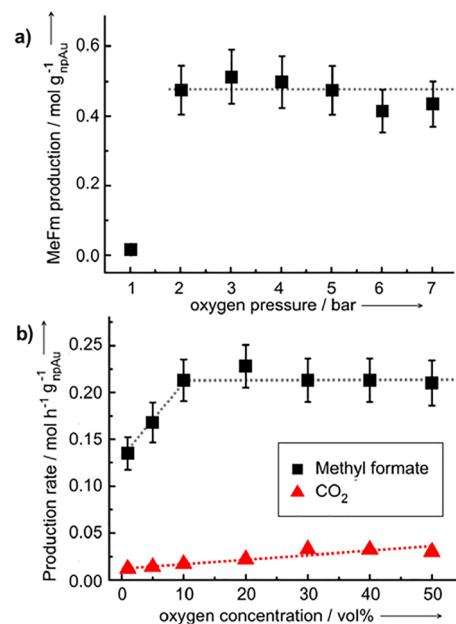 a)
MeFm production / mol g⁻¹npAu
0.6
0.4
0.2
0.0
1 2 3 4 5 6 7
oxygen pressure / bar
b)
Production rate / mol h⁻¹ g⁻¹npAu
0.25
0.20
0.15
0.10
0.05
0.00
Methyl formate
CO₂
0 10 20 30 40 50
oxygen concentration / vol%